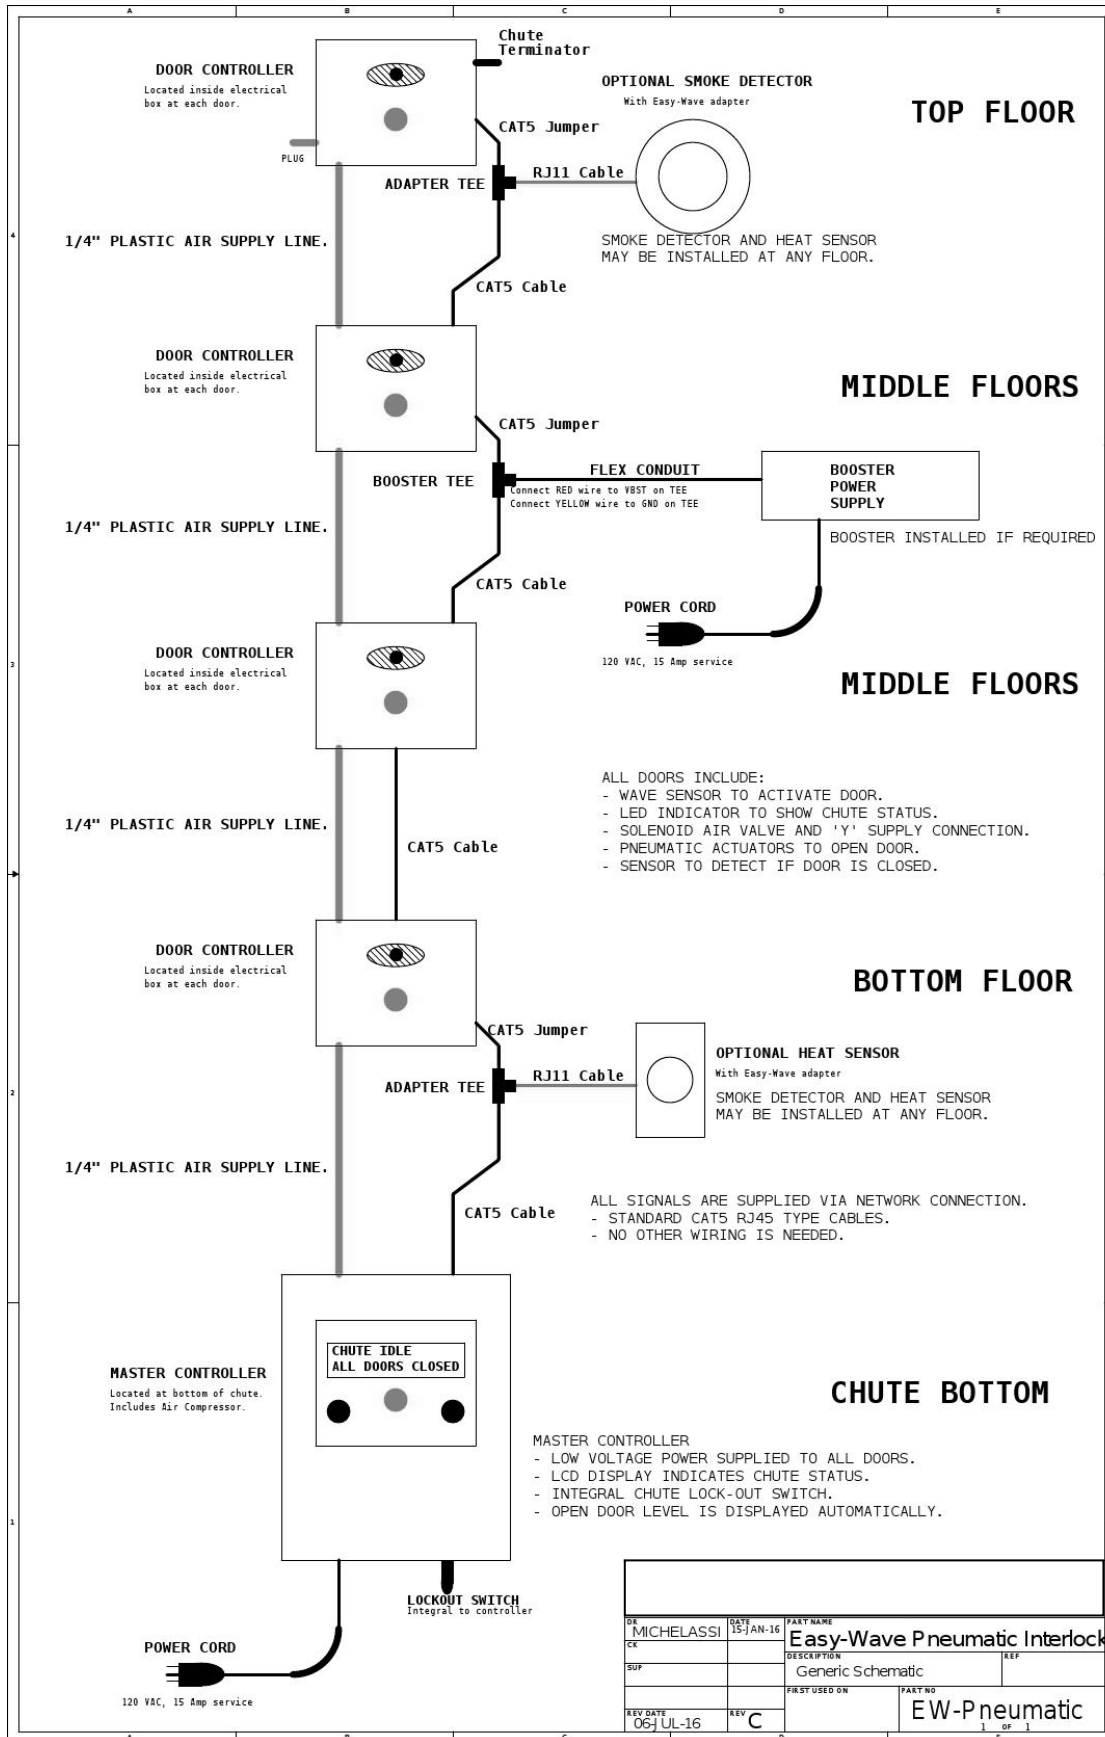 A B C D E
Chute
Terminator
DOOR CONTROLLER
Located inside electrical
box at each door.
OPTIONAL SMOKE DETECTOR
With Easy-Wave adapter
TOP FLOOR
CAT5 Jumper
PLUG
RJ11 Cable
ADAPTER TEE
4
1/4" PLASTIC AIR SUPPLY LINE.
SMOKE DETECTOR AND HEAT SENSOR
MAY BE INSTALLED AT ANY FLOOR.
CAT5 Cable
DOOR CONTROLLER
Located inside electrical
box at each door.
MIDDLE FLOORS
CAT5 Jumper
BOOSTER TEE
FLEX CONDUIT
Connect RED wire to VBST on TEE
Connect YELLOW wire to GND on TEE
BOOSTER
POWER
SUPPLY
1/4" PLASTIC AIR SUPPLY LINE.
BOOSTER INSTALLED IF REQUIRED
CAT5 Cable
POWER CORD
120 VAC, 15 Amp service
DOOR CONTROLLER
Located inside electrical
box at each door.
3
MIDDLE FLOORS
ALL DOORS INCLUDE:
- WAVE SENSOR TO ACTIVATE DOOR.
- LED INDICATOR TO SHOW CHUTE STATUS.
- SOLENOID AIR VALVE AND 'Y' SUPPLY CONNECTION.
- PNEUMATIC ACTUATORS TO OPEN DOOR.
- SENSOR TO DETECT IF DOOR IS CLOSED.
1/4" PLASTIC AIR SUPPLY LINE.
CAT5 Cable
DOOR CONTROLLER
Located inside electrical
box at each door.
BOTTOM FLOOR
CAT5 Jumper
OPTIONAL HEAT SENSOR
With Easy-Wave adapter
RJ11 Cable
ADAPTER TEE
2
SMOKE DETECTOR AND HEAT SENSOR
MAY BE INSTALLED AT ANY FLOOR.
1/4" PLASTIC AIR SUPPLY LINE.
CAT5 Cable
ALL SIGNALS ARE SUPPLIED VIA NETWORK CONNECTION.
- STANDARD CAT5 RJ45 TYPE CABLES.
- NO OTHER WIRING IS NEEDED.
CHUTE IDLE
ALL DOORS CLOSED
MASTER CONTROLLER
Located at bottom of chute.
Includes Air Compressor.
CHUTE BOTTOM
MASTER CONTROLLER
- LOW VOLTAGE POWER SUPPLIED TO ALL DOORS.
- LCD DISPLAY INDICATES CHUTE STATUS.
- INTEGRAL CHUTE LOCK-OUT SWITCH.
- OPEN DOOR LEVEL IS DISPLAYED AUTOMATICALLY.
1
LOCKOUT SWITCH
Integral to controller
POWER CORD
120 VAC, 15 Amp service
DR MICHELASSI
DATE 15-JAN-16
PART NAME
Easy-Wave Pneumatic Interlock
CK
DESCRIPTION
Generic Schematic
REF
SUP
FIRST USED ON
PART NO
EW-Pneumatic
REV DATE
06-JUL-16
REV C
1 OF 1